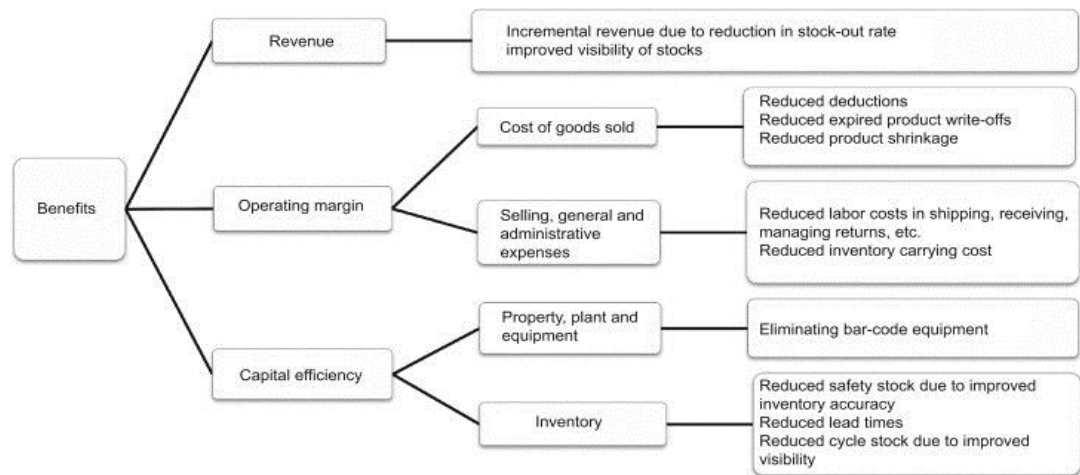 Benefits
Revenue
Incremental revenue due to reduction in stock-out rate
improved visibility of stocks
Operating margin
Cost of goods sold
Reduced deductions
Reduced expired product write-offs
Reduced product shrinkage
Selling, general and
administrative
expenses
Reduced labor costs in shipping, receiving,
managing returns, etc.
Reduced inventory carrying cost
Capital efficiency
Property, plant and
equipment
Eliminating bar-code equipment
Inventory
Reduced safety stock due to improved
inventory accuracy
Reduced lead times
Reduced cycle stock due to improved
visibility